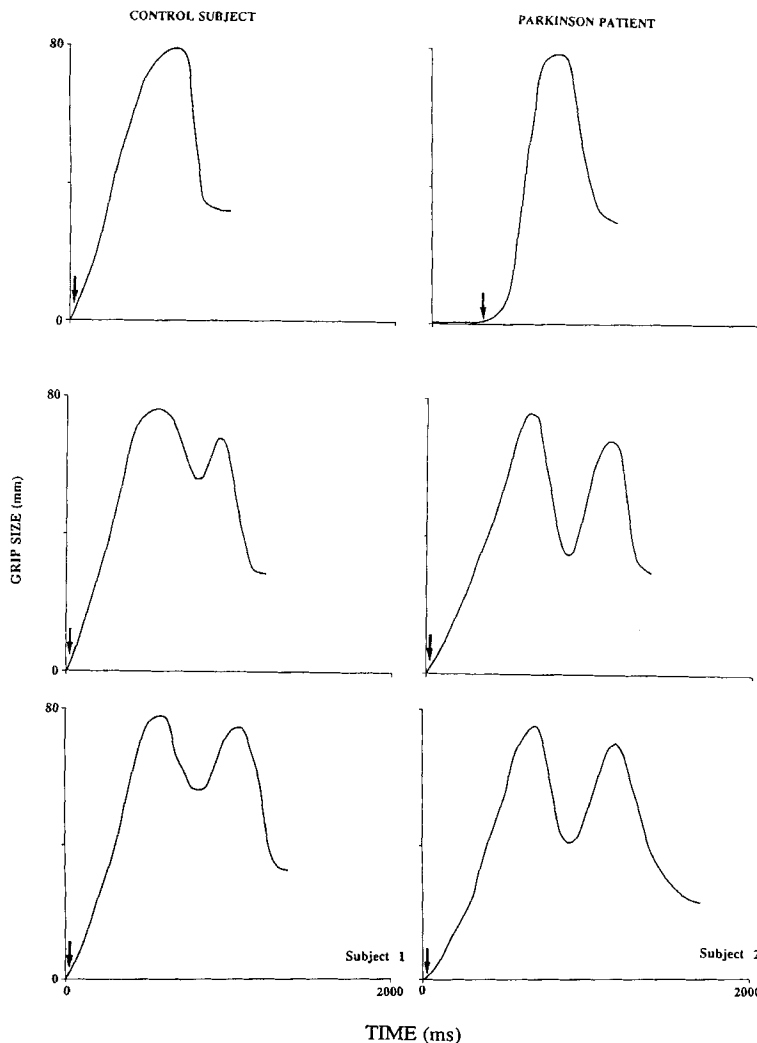 CONTROL SUBJECT
PARKINSON PATIENT
80
0
80
GRIP SIZE (mm)
0
80
Subject 1
Subject 2
0
0
2000
0
2000
TIME (ms)